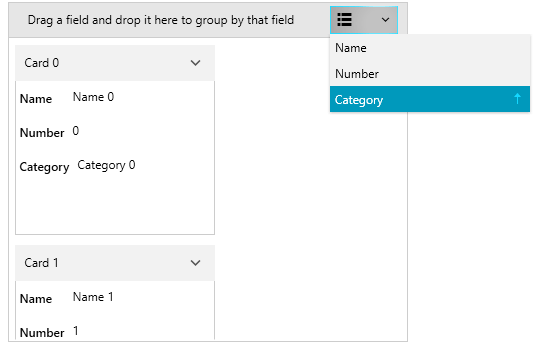 Drag a field and drop it here to group by that field
Name
Number
Category
Card 0
Name Name 0
Number 0
Category Category 0
Card 1
Name Name 1
Number 1